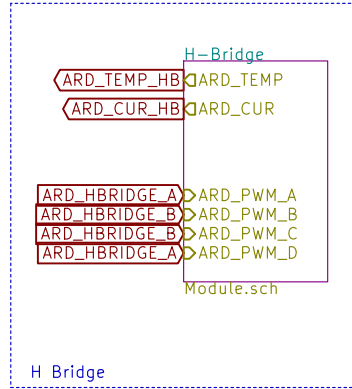 H-Bridge
ARD_TEMP_HB ARD_TEMP
ARD_CUR_HB ARD_CUR
ARD_HBRIDGE_A ARD_PWM_A
ARD_HBRIDGE_B ARD_PWM_B
ARD_HBRIDGE_B ARD_PWM_C
ARD_HBRIDGE_A ARD_PWM_D
Module.sch
H Bridge